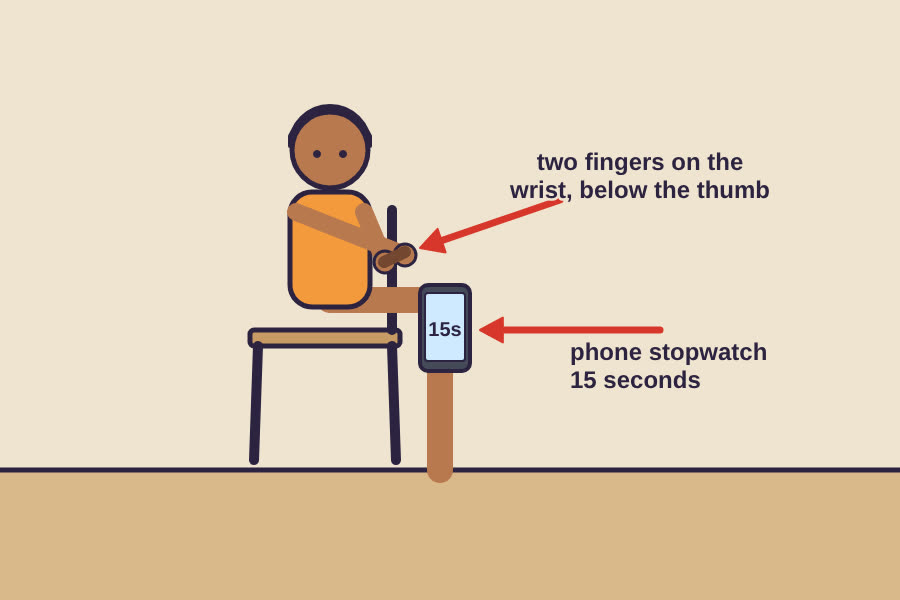 two fingers on the
wrist, below the thumb
15s
phone stopwatch
15 seconds